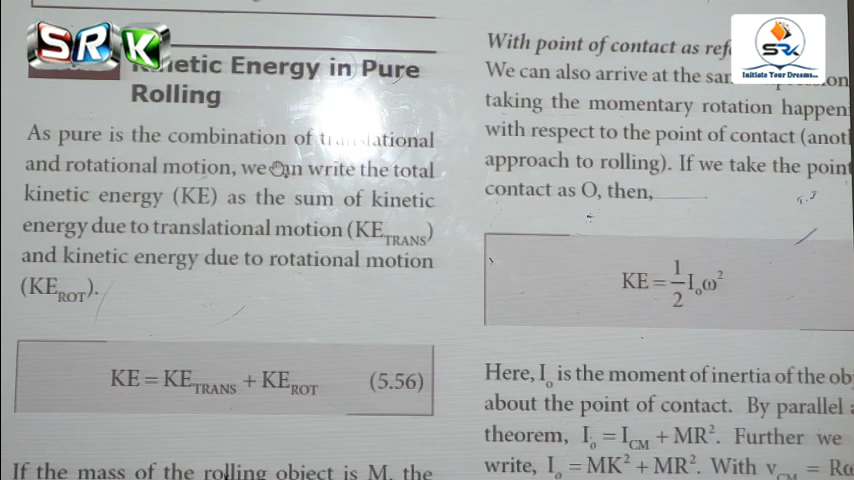 SRK
Kinetic Energy in Pure
Rolling
As pure is the combination of translational
and rotational motion, we can write the total
kinetic energy (KE) as the sum of kinetic
energy due to translational motion (KE_TRANS)
and kinetic energy due to rotational motion
(KE_ROT).
KE = KE_TRANS + KE_ROT (5.56)
If the mass of the rolling object is M, the
SRK
Initiate Your Dreams...
With point of contact as
We can also arrive at the
taking the momentary rotation
with respect to the point of contact
approach to rolling). If we take the point
contact as O, then,
KE = 1/2 I_oω²
Here, I_o is the moment of inertia of the
about the point of contact. By parallel
theorem, I_o = I_CM + MR². Further we
write, I_o = MK² + MR². With v_CM =